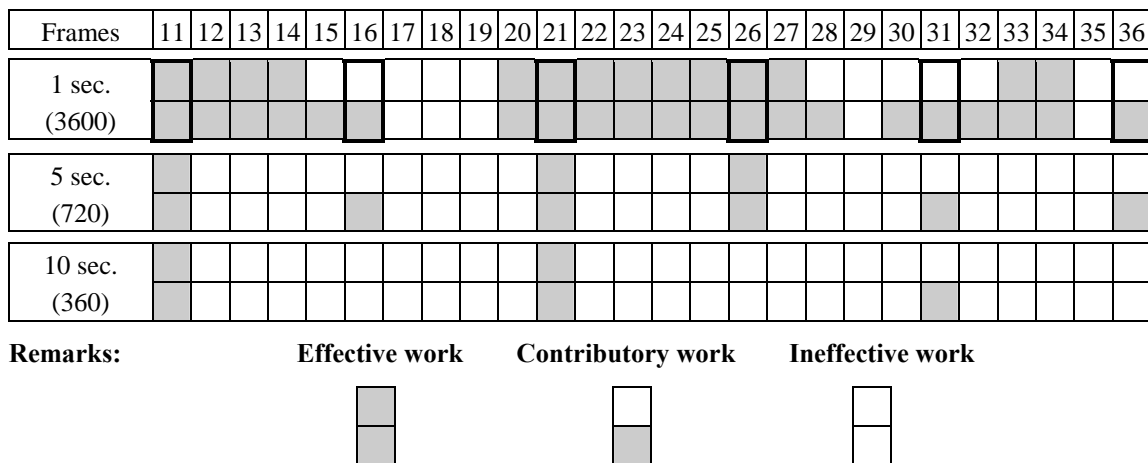 Frames 11 12 13 14 15 16 17 18 19 20 21 22 23 24 25 26 27 28 29 30 31 32 33 34 35 36
1 sec.
(3600)
5 sec.
(720)
10 sec.
(360)
Remarks: Effective work Contributory work Ineffective work